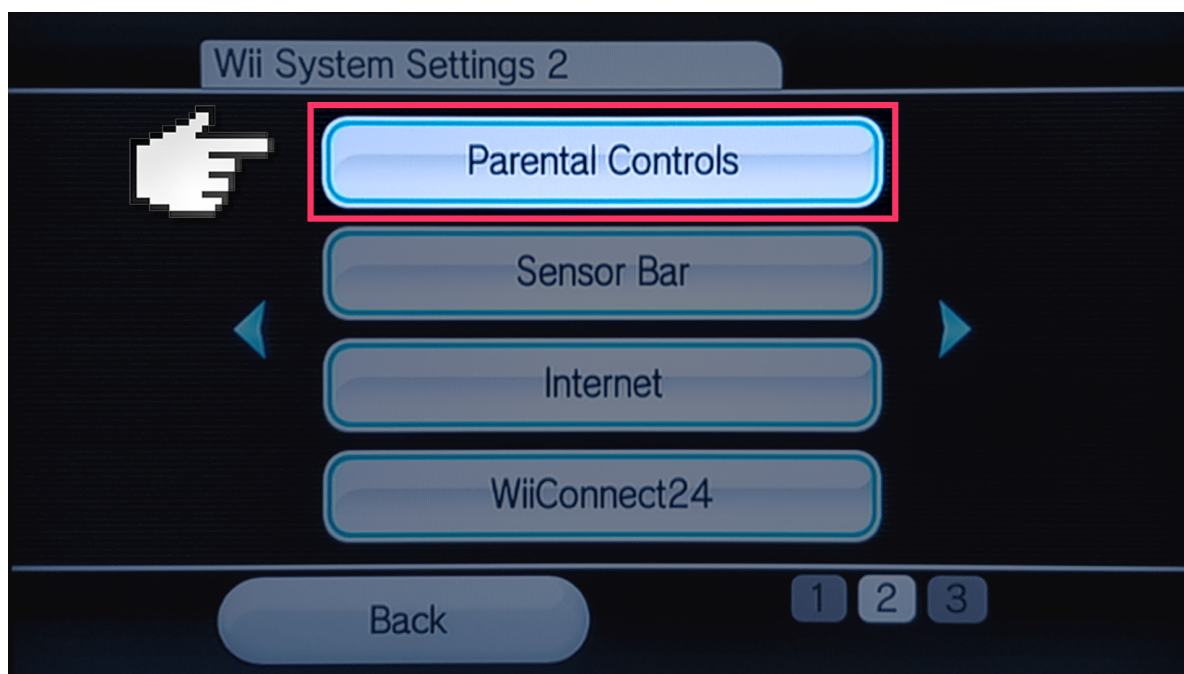 Wii System Settings 2
Parental Controls
Sensor Bar
Internet
WiiConnect24
Back
1 2 3